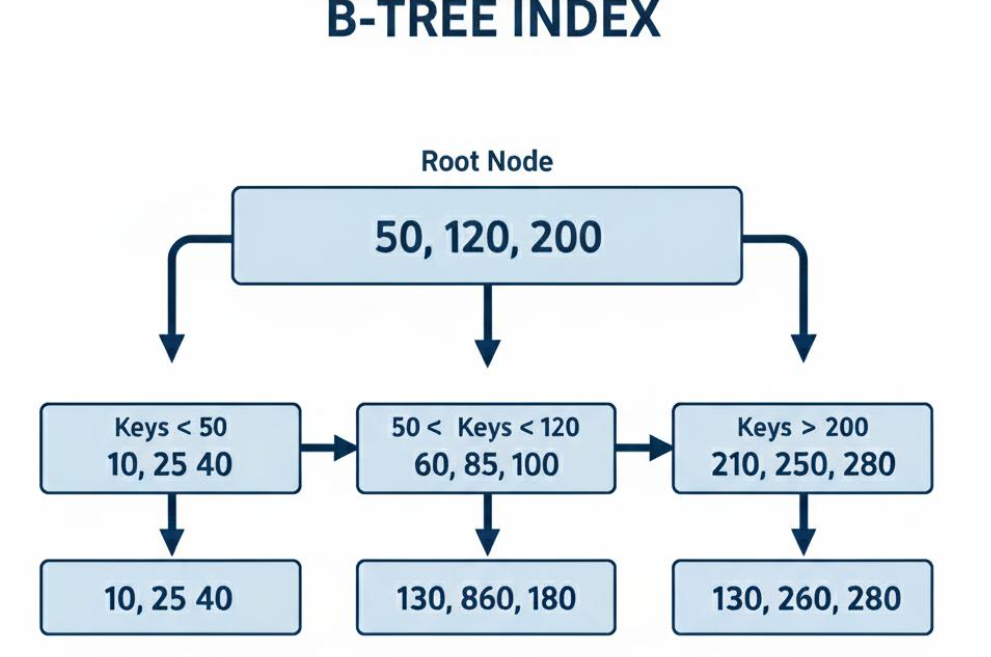 B-TREE INDEX
Root Node
50, 120, 200
Keys < 50
10, 25 40
50 < Keys < 120
60, 85, 100
Keys > 200
210, 250, 280
10, 25 40
130, 860, 180
130, 260, 280